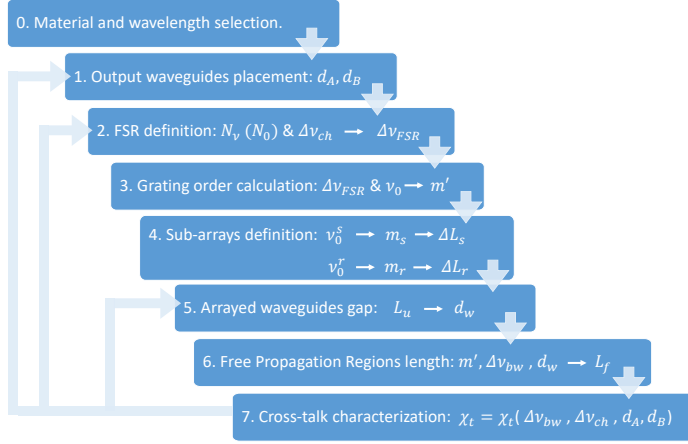 0. Material and wavelength selection.
1. Output waveguides placement: d_A, d_B
2. FSR definition: N_ν (N_0) & Δν_ch → Δν_FSR
3. Grating order calculation: Δν_FSR & ν_0 → m′
4. Sub-arrays definition: ν_0^s → m_s → ΔL_s
ν_0^r → m_r → ΔL_r
5. Arrayed waveguides gap: L_u → d_w
6. Free Propagation Regions length: m′, Δν_bw , d_w → L_f
7. Cross-talk characterization: χ_t = χ_t( Δν_bw , Δν_ch , d_A, d_B)